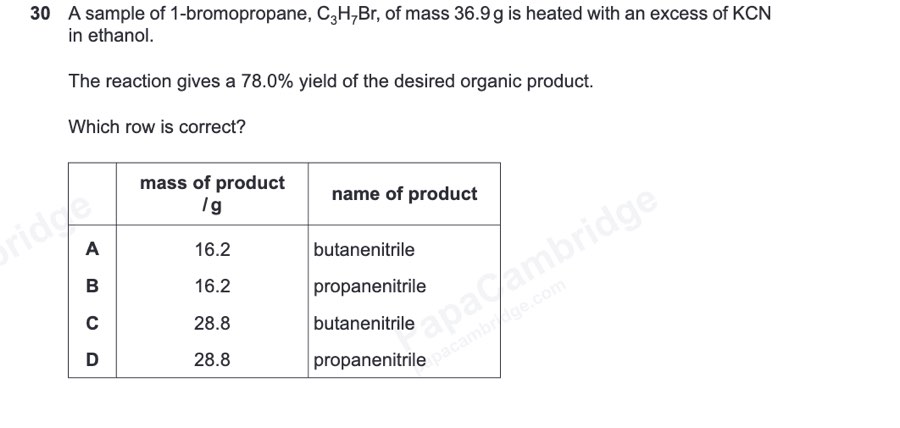 30 A sample of 1-bromopropane, C₃H₇Br, of mass 36.9 g is heated with an excess of KCN
in ethanol.
The reaction gives a 78.0% yield of the desired organic product.
Which row is correct?
mass of product
/ g
name of product
A 16.2 butanenitrile
B 16.2 propanenitrile
C 28.8 butanenitrile
D 28.8 propanenitrile
bridge
PapaCambridge
papacambridge.com